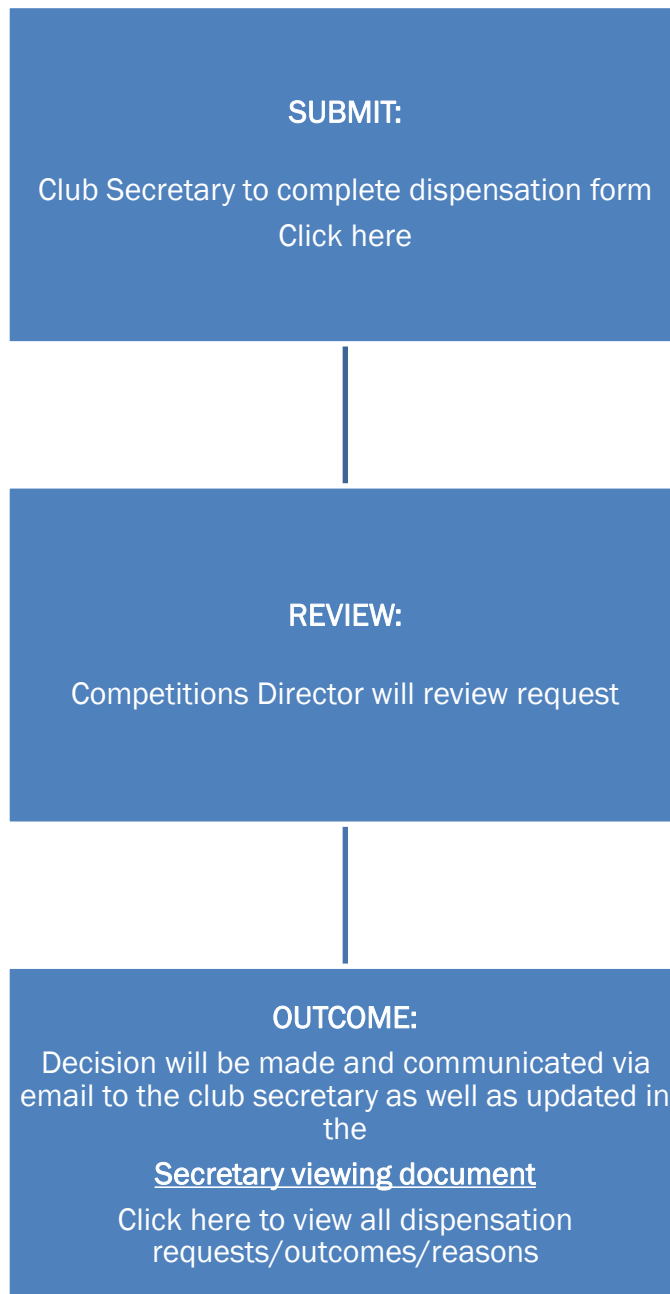 SUBMIT:
Club Secretary to complete dispensation form
Click here
REVIEW:
Competitions Director will review request
OUTCOME:
Decision will be made and communicated via
email to the club secretary as well as updated in
the
Secretary viewing document
Click here to view all dispensation
requests/outcomes/reasons